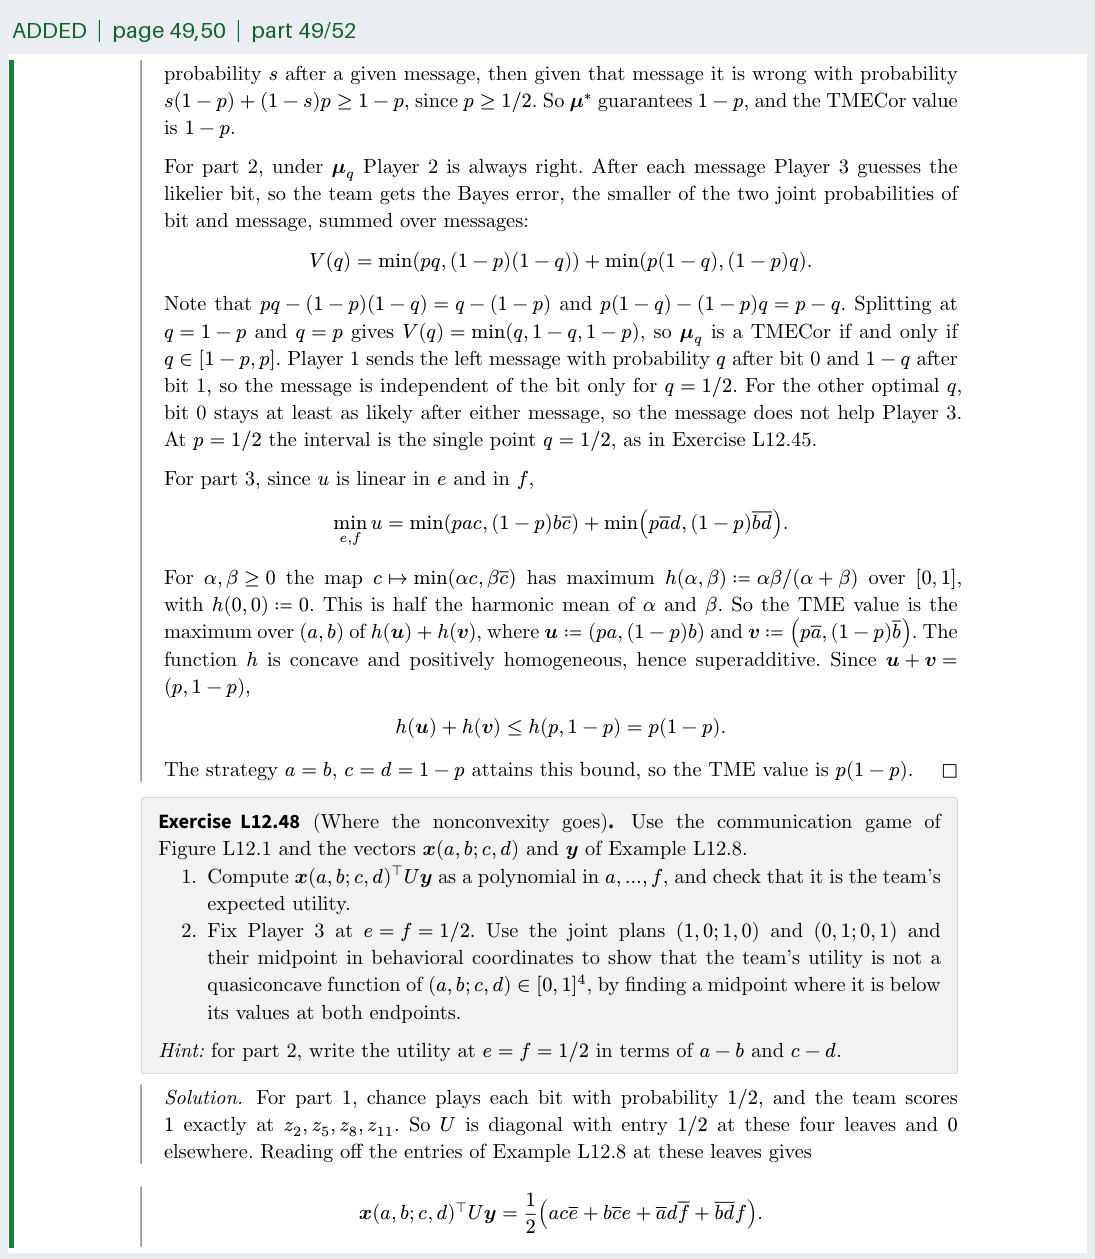 ADDED | page 49,50 | part 49/52
probability s after a given message, then given that message it is wrong with probability
s(1 − p) + (1 − s)p ≥ 1 − p, since p ≥ 1/2. So μ* guarantees 1 − p, and the TMECor value
is 1 − p.
For part 2, under μ_q Player 2 is always right. After each message Player 3 guesses the
likelier bit, so the team gets the Bayes error, the smaller of the two joint probabilities of
bit and message, summed over messages:
V(q) = min(pq, (1 − p)(1 − q)) + min(p(1 − q), (1 − p)q).
Note that pq − (1 − p)(1 − q) = q − (1 − p) and p(1 − q) − (1 − p)q = p − q. Splitting at
q = 1 − p and q = p gives V(q) = min(q, 1 − q, 1 − p), so μ_q is a TMECor if and only if
q ∈ [1 − p, p]. Player 1 sends the left message with probability q after bit 0 and 1 − q after
bit 1, so the message is independent of the bit only for q = 1/2. For the other optimal q,
bit 0 stays at least as likely after either message, so the message does not help Player 3.
At p = 1/2 the interval is the single point q = 1/2, as in Exercise L12.45.
For part 3, since u is linear in e and in f,
min_{e,f} u = min(pac, (1 − p)bc̅) + min(pa̅d, (1 − p)b̅d̅).
For α, β ≥ 0 the map c ↦ min(αc, βc̅) has maximum h(α, β) := αβ/(α + β) over [0, 1],
with h(0, 0) := 0. This is half the harmonic mean of α and β. So the TME value is the
maximum over (a, b) of h(u) + h(v), where u := (pa, (1 − p)b) and v := (pa̅, (1 − p)b̅). The
function h is concave and positively homogeneous, hence superadditive. Since u + v =
(p, 1 − p),
h(u) + h(v) ≤ h(p, 1 − p) = p(1 − p).
The strategy a = b, c = d = 1 − p attains this bound, so the TME value is p(1 − p). □
Exercise L12.48 (Where the nonconvexity goes). Use the communication game of
Figure L12.1 and the vectors x(a, b; c, d) and y of Example L12.8.
1. Compute x(a, b; c, d)⊤Uy as a polynomial in a, ..., f, and check that it is the team's
expected utility.
2. Fix Player 3 at e = f = 1/2. Use the joint plans (1, 0; 1, 0) and (0, 1; 0, 1) and
their midpoint in behavioral coordinates to show that the team's utility is not a
quasiconcave function of (a, b; c, d) ∈ [0, 1]⁴, by finding a midpoint where it is below
its values at both endpoints.
Hint: for part 2, write the utility at e = f = 1/2 in terms of a − b and c − d.
Solution. For part 1, chance plays each bit with probability 1/2, and the team scores
1 exactly at z₂, z₅, z₈, z₁₁. So U is diagonal with entry 1/2 at these four leaves and 0
elsewhere. Reading off the entries of Example L12.8 at these leaves gives
x(a, b; c, d)⊤Uy = 1/2(ace̅ + bc̅e + a̅df̅ + b̅d̅f).